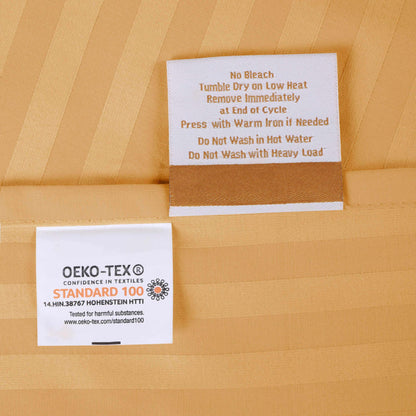 No Bleach
Tumble Dry on Low Heat
Remove Immediately
at End of Cycle
Press with Warm Iron if Needed
Do Not Wash in Hot Water
Do Not Wash with Heavy Load
OEKO-TEX®
CONFIDENCE IN TEXTILES
STANDARD 100
14.HIN.38767 HOHENSTEIN HTTI
Tested for harmful substances.
www.oeko-tex.com/standard100